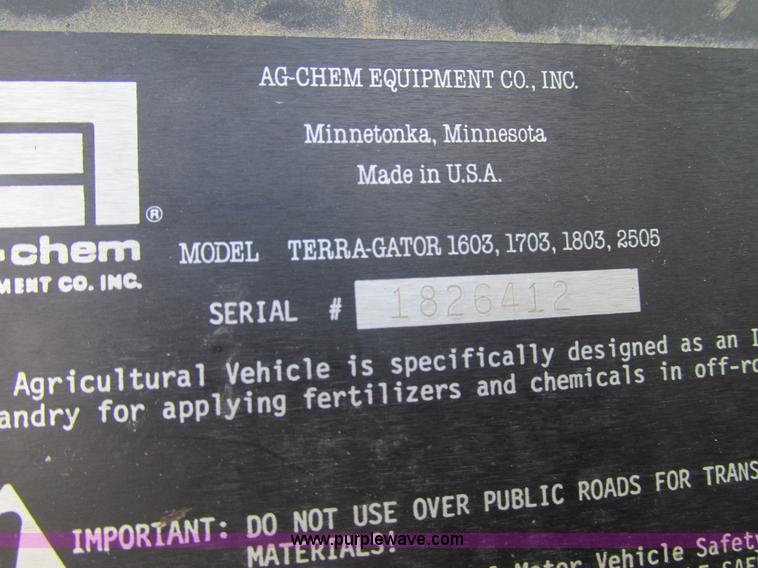 AG-CHEM EQUIPMENT CO., INC.
Minnetonka, Minnesota
Made in U.S.A.
®
-chem
MENT CO. INC.
MODEL TERRA-GATOR 1603, 1703, 1803, 2505
SERIAL # 1826412
Agricultural Vehicle is specifically designed as an I
andry for applying fertilizers and chemicals in off-ro
IMPORTANT: DO NOT USE OVER PUBLIC ROADS FOR TRANS
MATERIALS.
www.purplewave.com
Motor Vehicle Safety